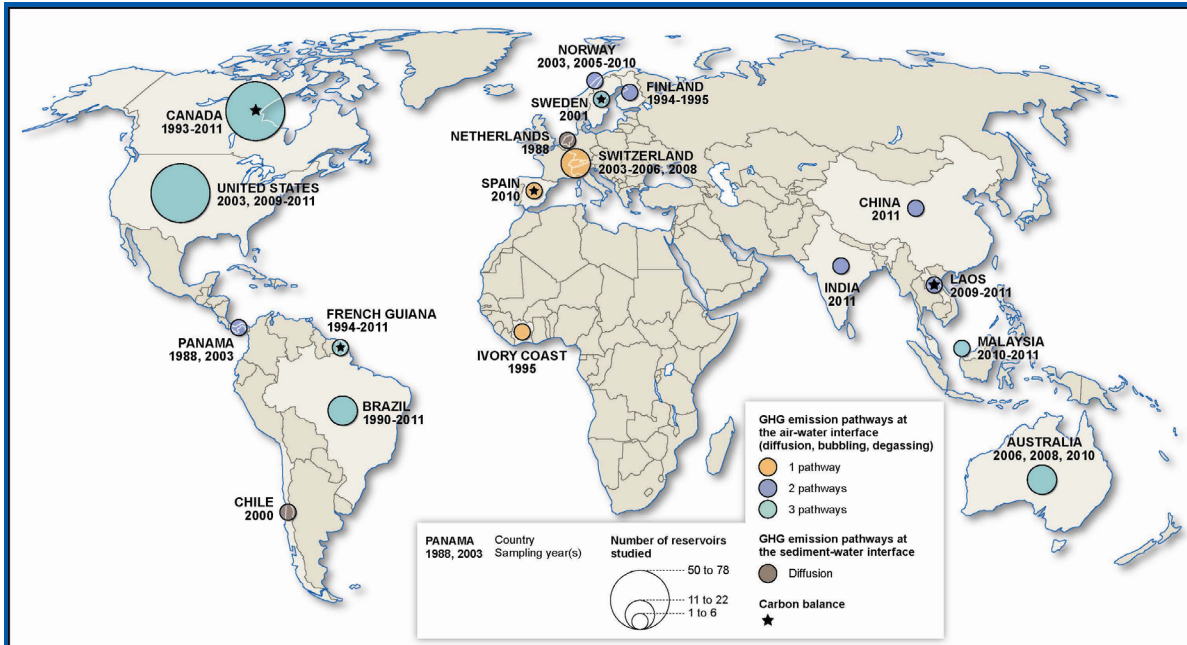 NORWAY
2003, 2005-2010
FINLAND
1994-1995
SWEDEN
2001
CANADA
1993-2011
NETHERLANDS
1988
SWITZERLAND
2003-2006, 2008
UNITED STATES
2003, 2009-2011
SPAIN
2010
CHINA
2011
INDIA
2011
LAOS
2009-2011
FRENCH GUIANA
1994-2011
PANAMA
1988, 2003
IVORY COAST
1995
MALAYSIA
2010-2011
BRAZIL
1990-2011
AUSTRALIA
2006, 2008, 2010
CHILE
2000
GHG emission pathways at
the air-water interface
(diffusion, bubbling, degassing)
1 pathway
2 pathways
3 pathways
GHG emission pathways at
the sediment-water interface
Diffusion
Carbon balance
PANAMA Country
1988, 2003 Sampling year(s)
Number of reservoirs
studied
50 to 78
11 to 22
1 to 6